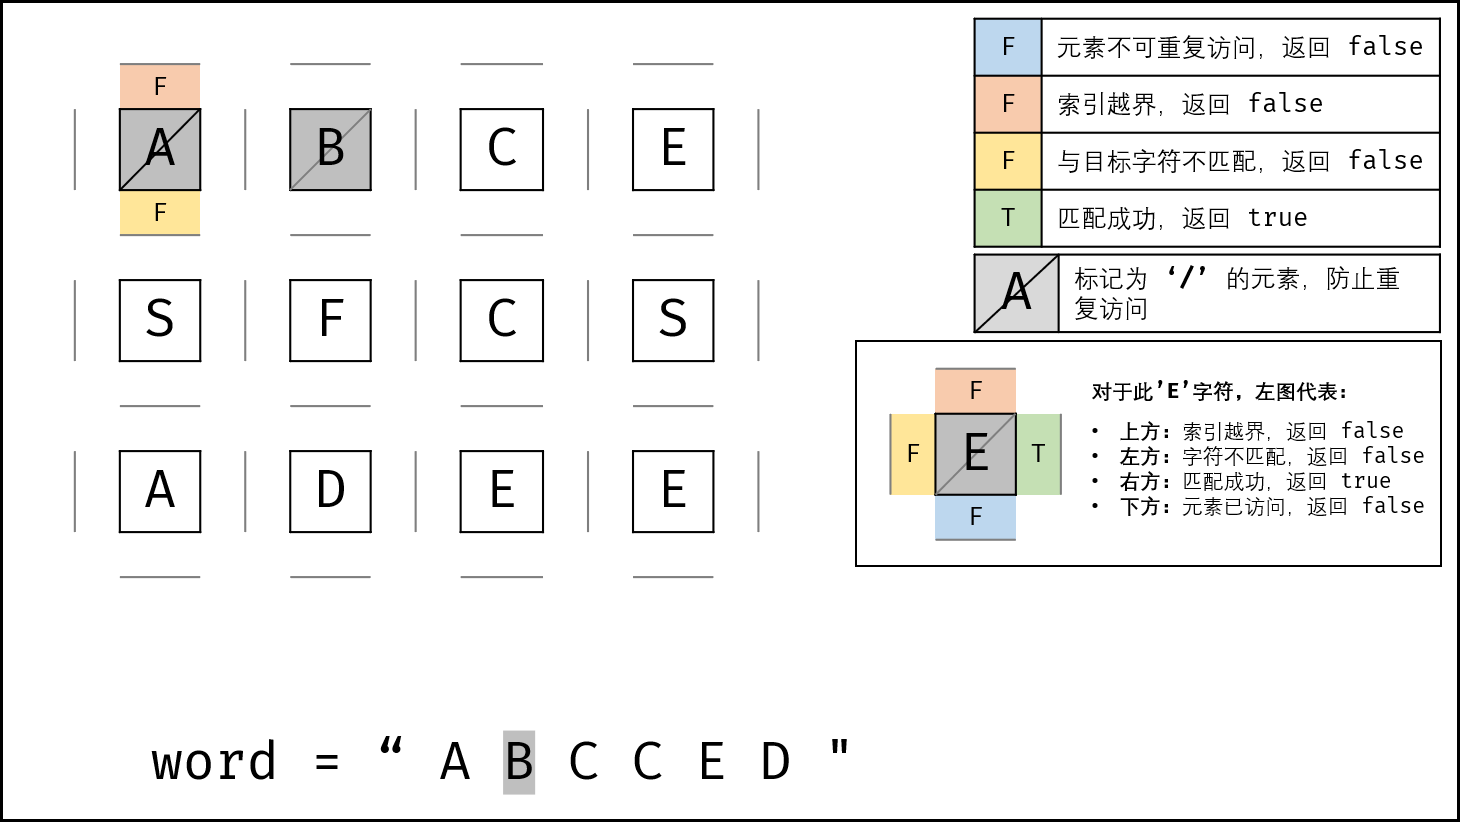 F
A B C E
F
S F C S
A D E E
word = “ A B C C E D "
F 元素不可重复访问，返回 false
F 索引越界，返回 false
F 与目标字符不匹配，返回 false
T 匹配成功，返回 true
A 标记为 ‘/’ 的元素，防止重
复访问
F
F E T
F
对于此’E’字符，左图代表：
• 上方：索引越界，返回 false
• 左方：字符不匹配，返回 false
• 右方：匹配成功，返回 true
• 下方：元素已访问，返回 false